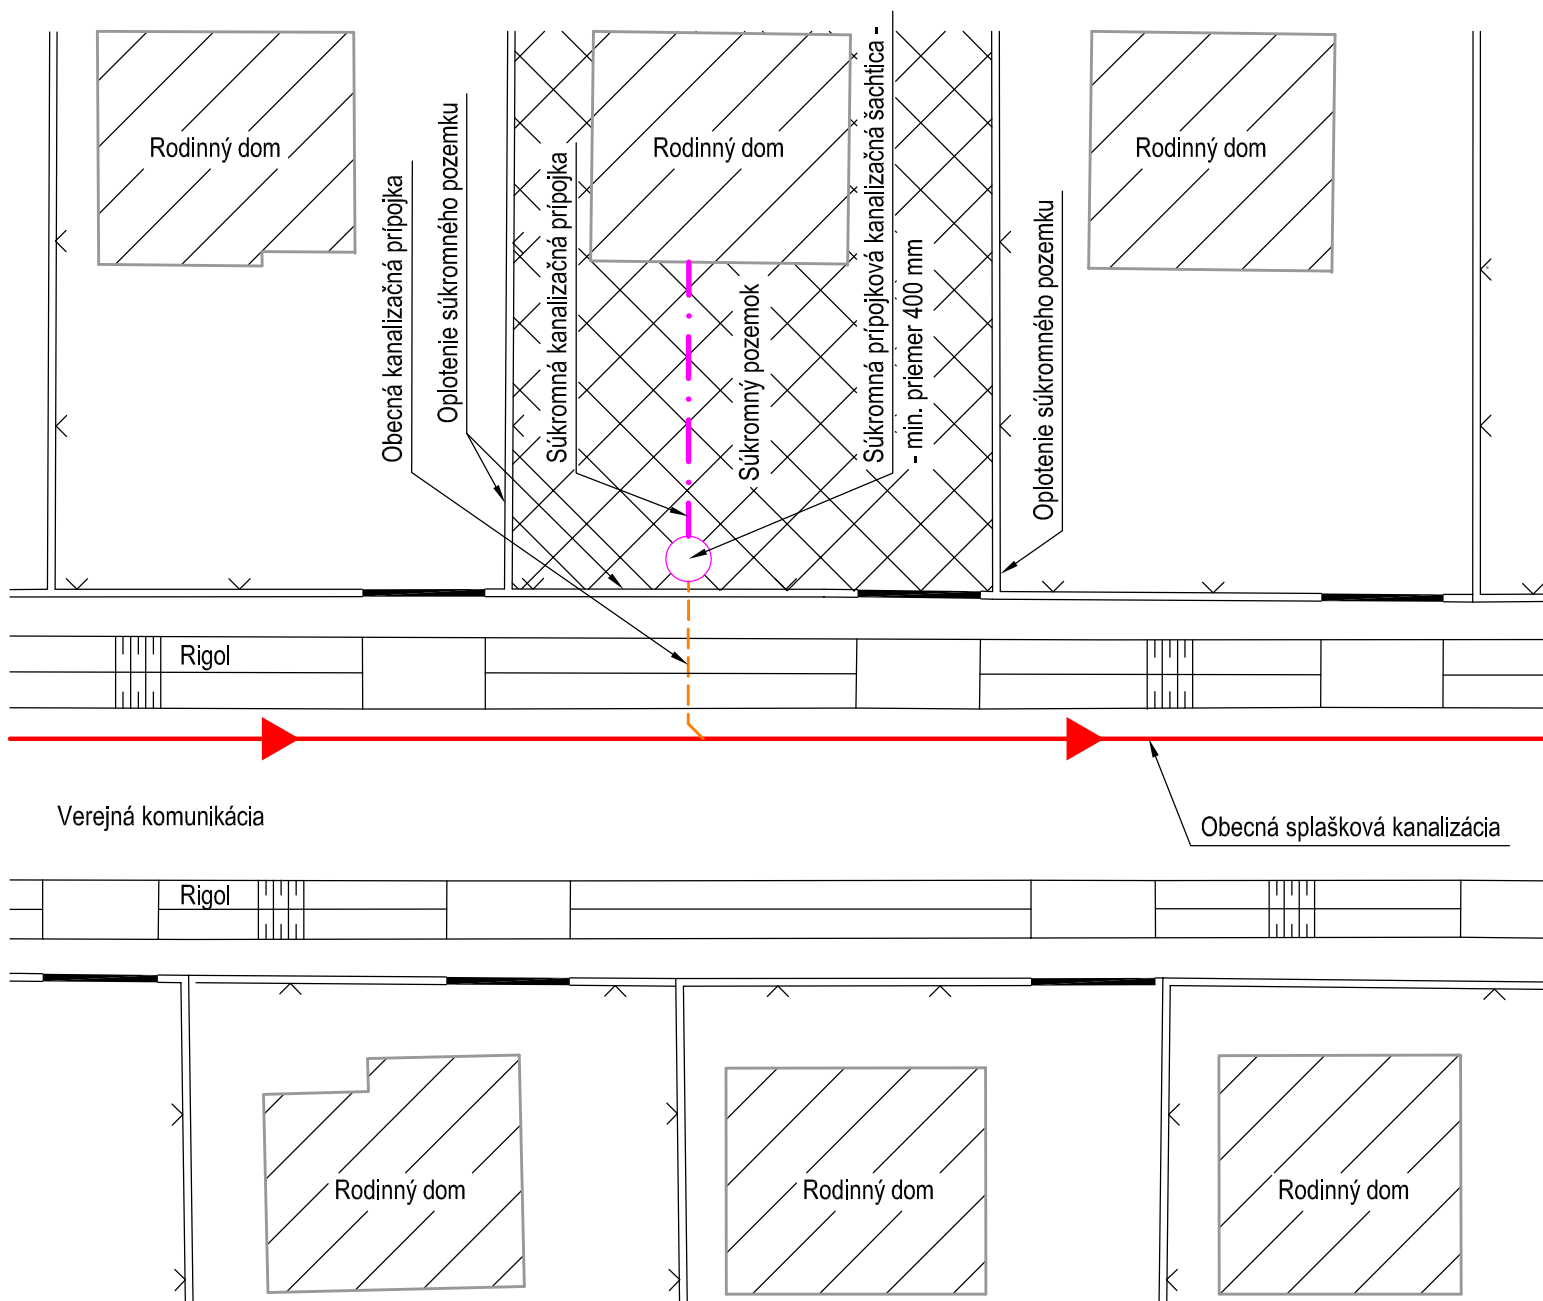 Rodinný dom
Rodinný dom
Rodinný dom
Obecná kanalizačná prípojka
Oplotenie súkromného pozemku
Súkromná kanalizačná prípojka
Súkromný pozemok
Súkromná prípojková kanalizačná šachtica -
- min. priemer 400 mm
Oplotenie súkromného pozemku
Rigol
Verejná komunikácia
Obecná splašková kanalizácia
Rigol
Rodinný dom
Rodinný dom
Rodinný dom